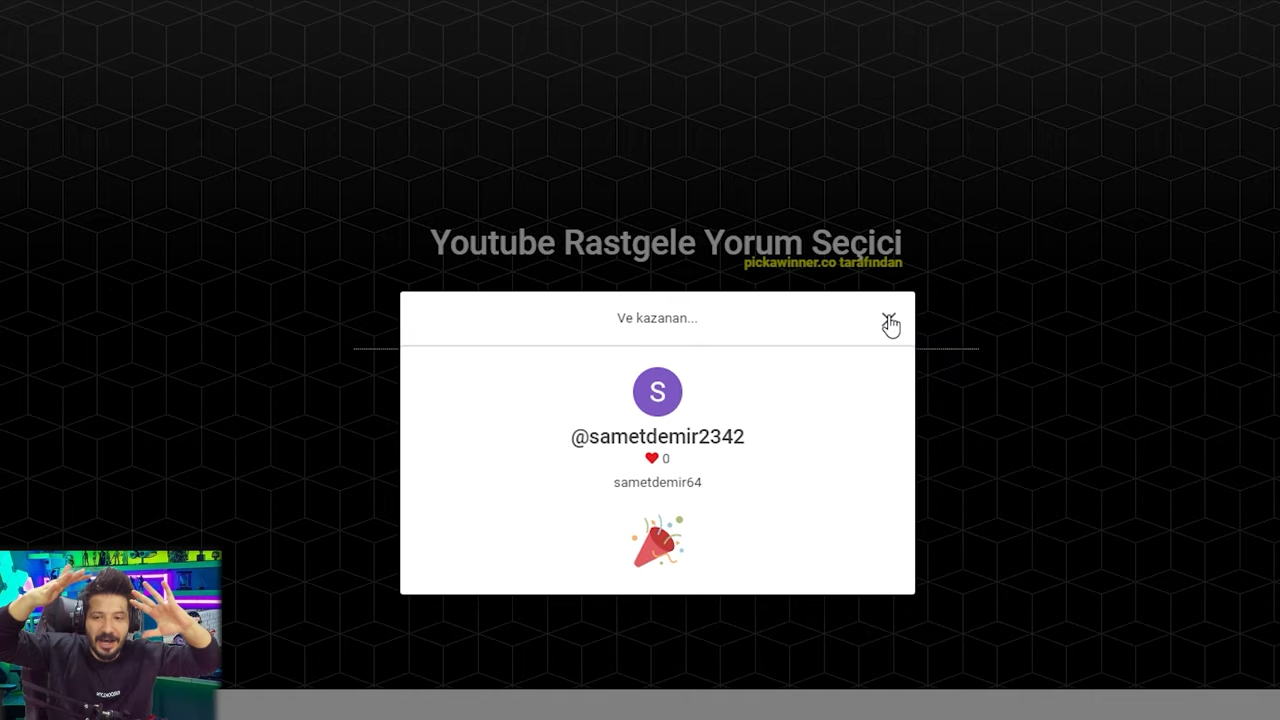 Youtube Rastgele Yorum Seçici
pickawinner.co tarafından
Ve kazanan...
S
@sametdemir2342
0
sametdemir64